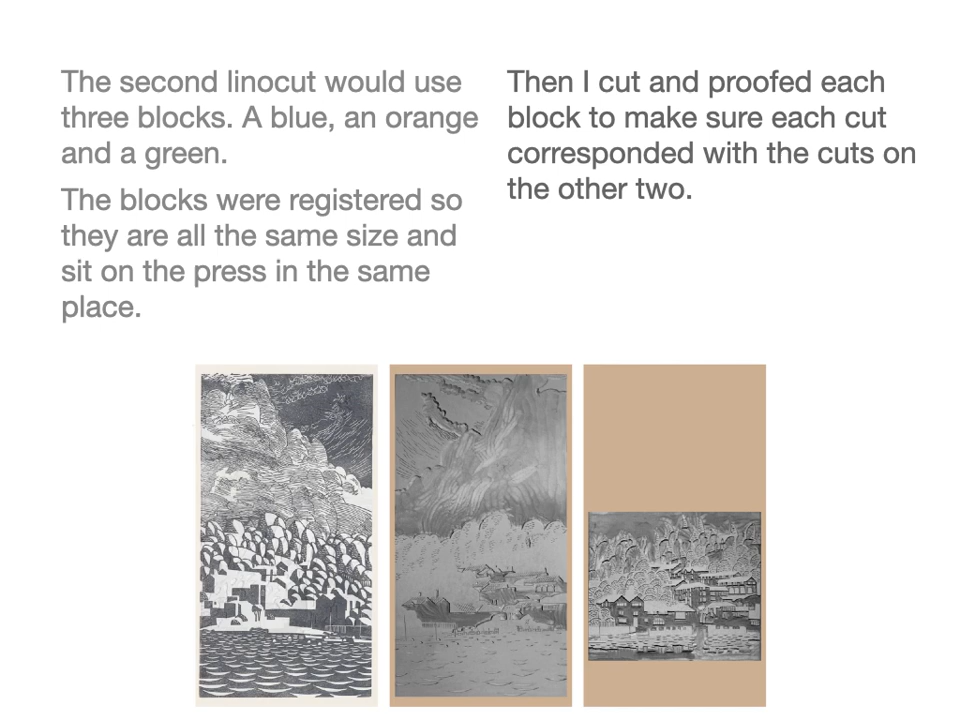 The second linocut would use
three blocks. A blue, an orange
and a green.
The blocks were registered so
they are all the same size and
sit on the press in the same
place.
Then I cut and proofed each
block to make sure each cut
corresponded with the cuts on
the other two.